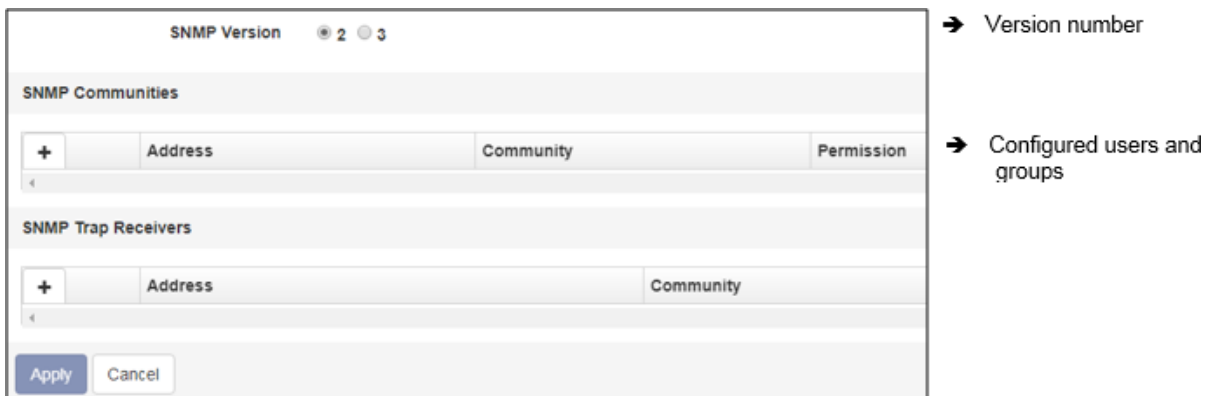 SNMP Version 2 3
➔ Version number
SNMP Communities
+ Address Community Permission
➔ Configured users and
groups
SNMP Trap Receivers
+ Address Community
Apply Cancel